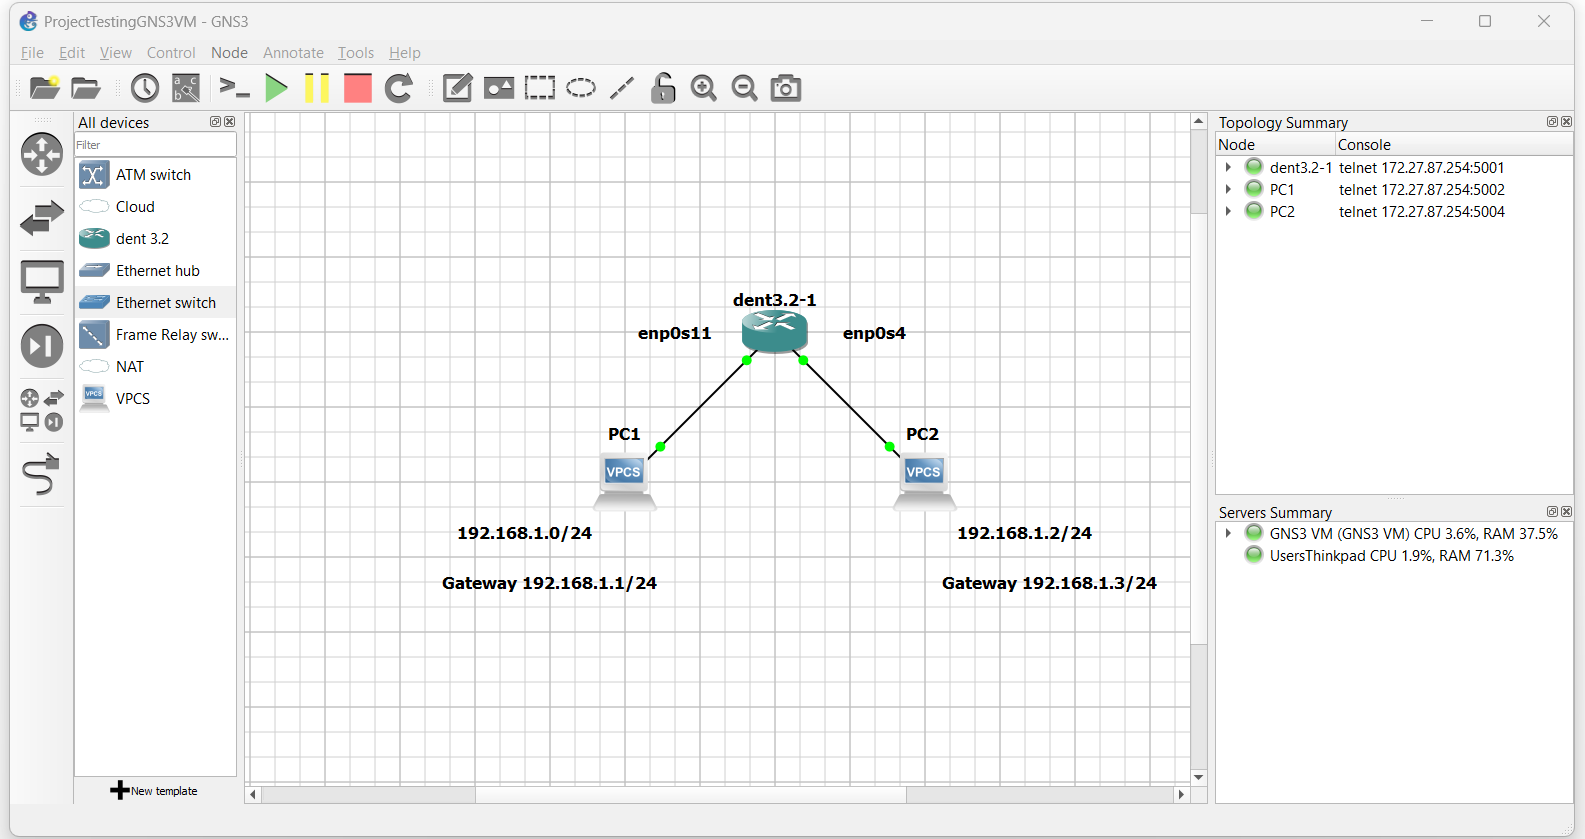 ProjectTestingGNS3VM - GNS3
File Edit View Control Node Annotate Tools Help
All devices
Filter
ATM switch
Cloud
dent 3.2
Ethernet hub
Ethernet switch
Frame Relay sw...
NAT
VPCS
New template
dent3.2-1
enp0s11
enp0s4
PC1
PC2
VPCS
VPCS
192.168.1.0/24
192.168.1.2/24
Gateway 192.168.1.1/24
Gateway 192.168.1.3/24
Topology Summary
Node Console
dent3.2-1 telnet 172.27.87.254:5001
PC1 telnet 172.27.87.254:5002
PC2 telnet 172.27.87.254:5004
Servers Summary
GNS3 VM (GNS3 VM) CPU 3.6%, RAM 37.5%
UsersThinkpad CPU 1.9%, RAM 71.3%